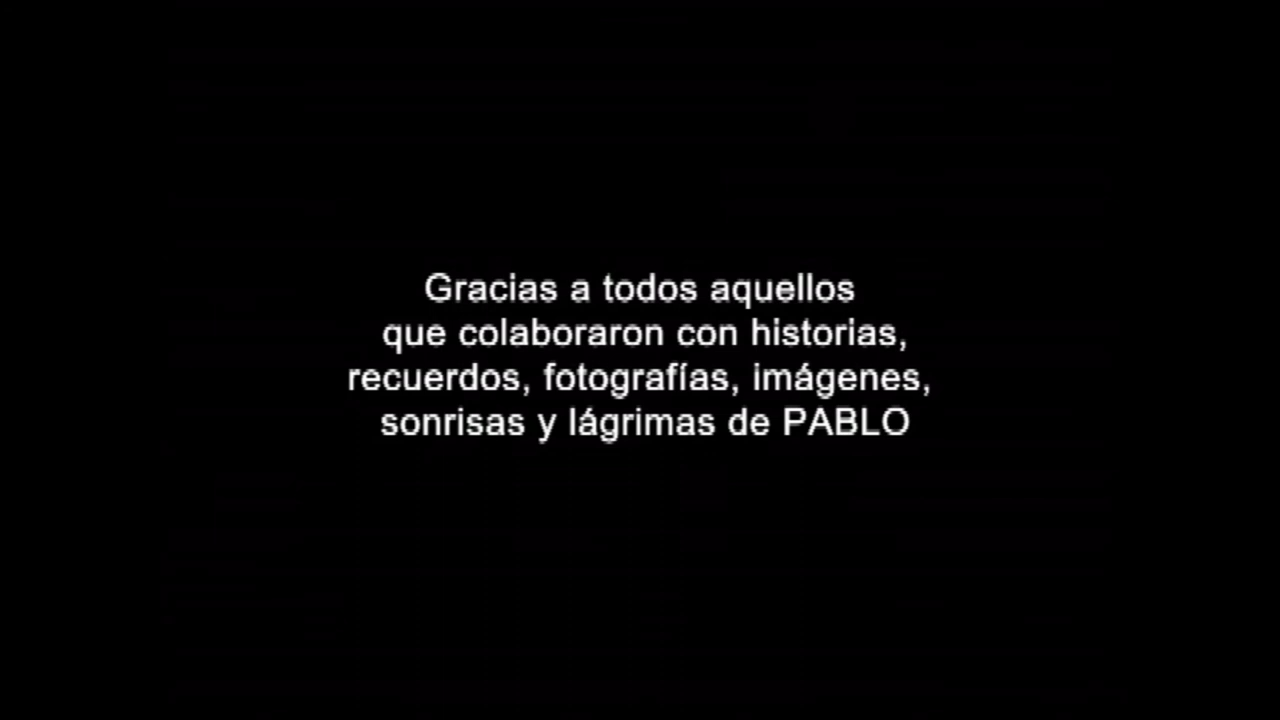 Gracias a todos aquellos
que colaboraron con historias,
recuerdos, fotografías, imágenes,
sonrisas y lágrimas de PABLO